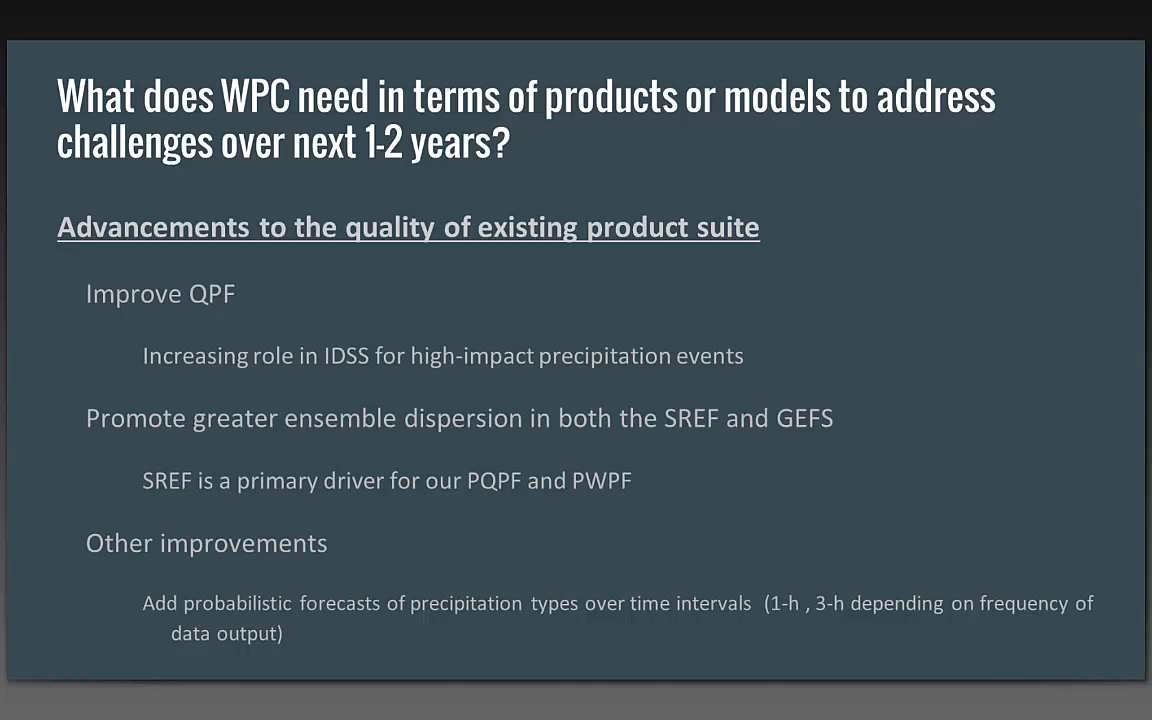 What does WPC need in terms of products or models to address
challenges over next 1-2 years?
Advancements to the quality of existing product suite
Improve QPF
Increasing role in IDSS for high-impact precipitation events
Promote greater ensemble dispersion in both the SREF and GEFS
SREF is a primary driver for our PQPF and PWPF
Other improvements
Add probabilistic forecasts of precipitation types over time intervals (1-h , 3-h depending on frequency of
data output)